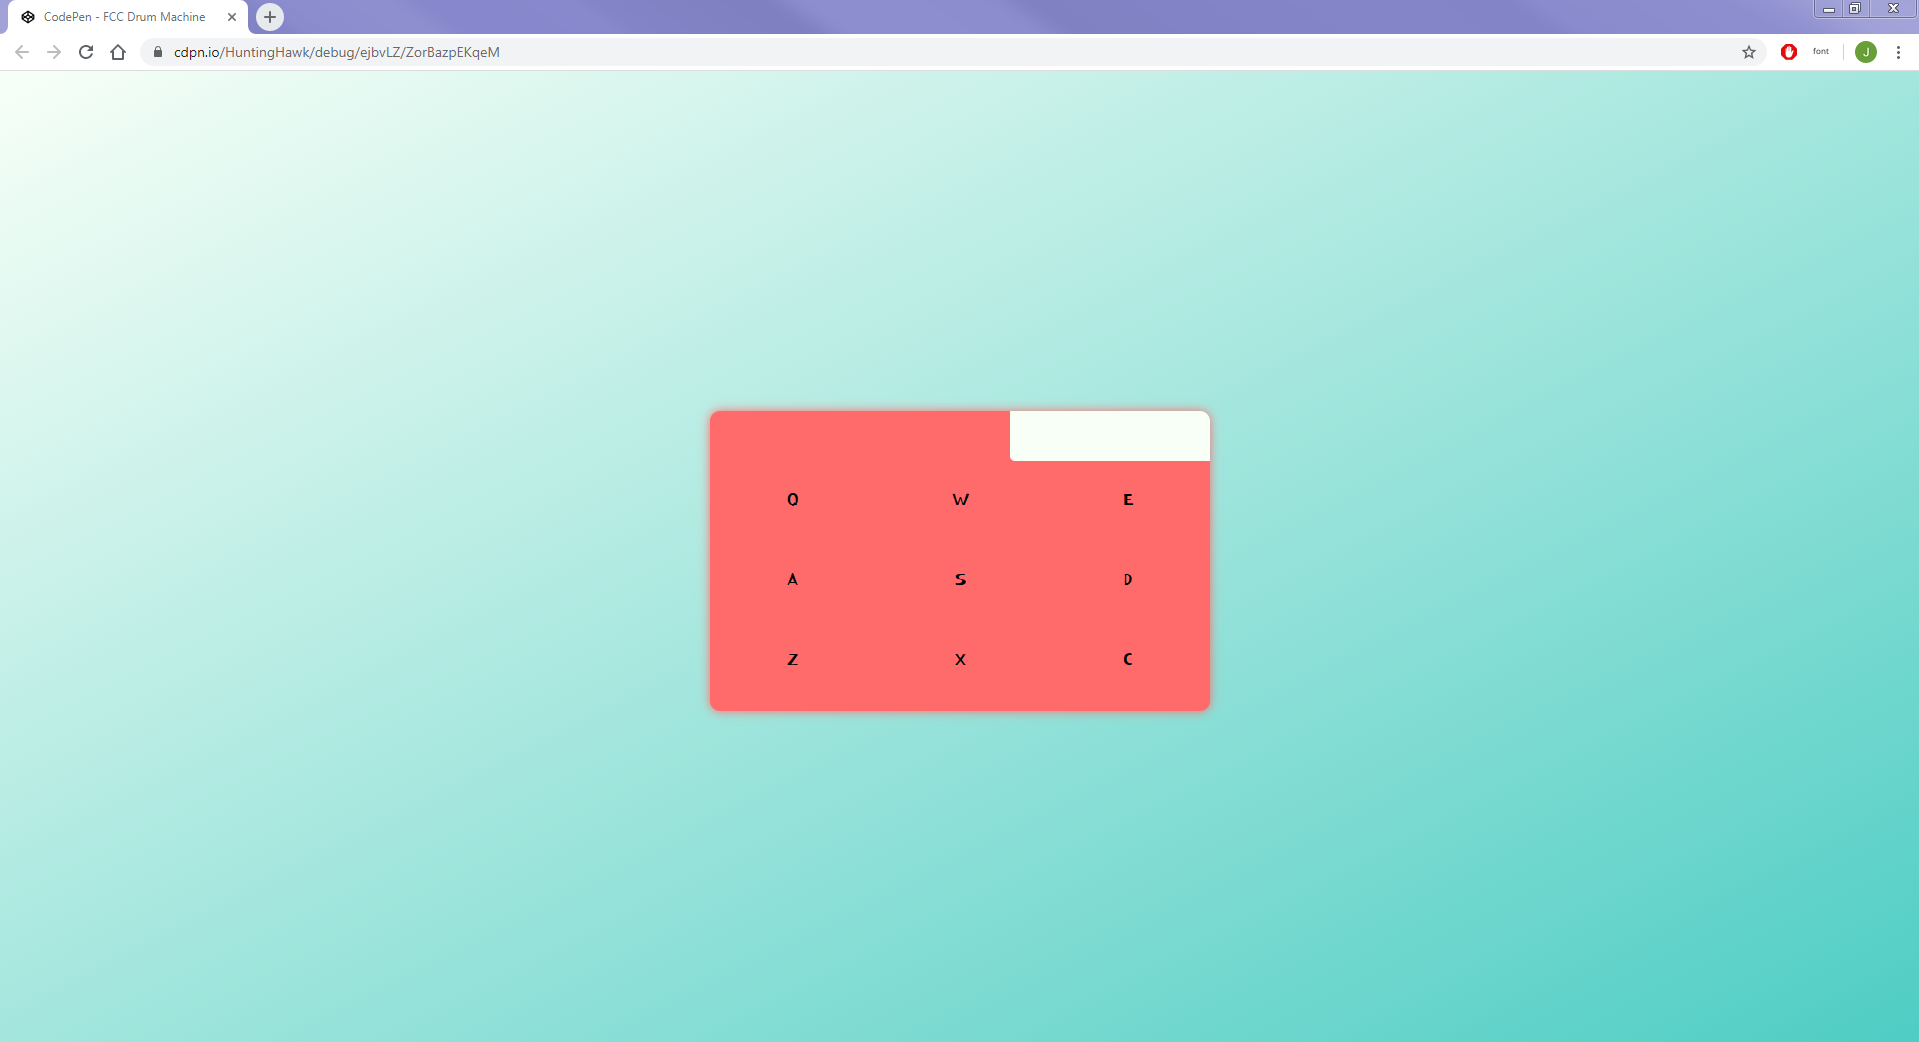 CodePen - FCC Drum Machine
cdpn.io/HuntingHawk/debug/ejbvLZ/ZorBazpEKqeM
font
J
Q W E
A S D
Z X C